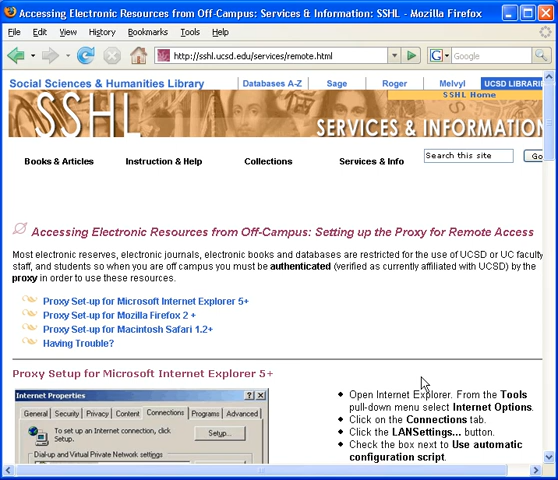 Accessing Electronic Resources from Off-Campus: Services & Information: SSHL - Mozilla Firefox
File Edit View History Bookmarks Tools Help
http://sshl.ucsd.edu/services/remote.html
Google
Social Sciences & Humanities Library
Databases A-Z Sage Roger Melvyl UCSD LIBRARI
SSHL Home
SSHL
SERVICES & INFORMATION
Books & Articles Instruction & Help Collections Services & Info Search this site Go
Accessing Electronic Resources from Off-Campus: Setting up the Proxy for Remote Access
Most electronic reserves, electronic journals, electronic books and databases are restricted for the use of UCSD or UC faculty
staff, and students so when you are off campus you must be authenticated (verified as currently affiliated with UCSD) by the
proxy in order to use these resources.
Proxy Set-up for Microsoft Internet Explorer 5+
Proxy Set-up for Mozilla Firefox 2 +
Proxy Set-up for Macintosh Safari 1.2+
Having Trouble?
Proxy Setup for Microsoft Internet Explorer 5+
Internet Properties
General Security Privacy Content Connections Programs Advanced
To set up an Internet connection, click
Setup.
Setup...
Dial-up and Virtual Private Network settings
Open Internet Explorer. From the Tools
pull-down menu select Internet Options.
Click on the Connections tab.
Click the LANSettings... button.
Check the box next to Use automatic
configuration script.